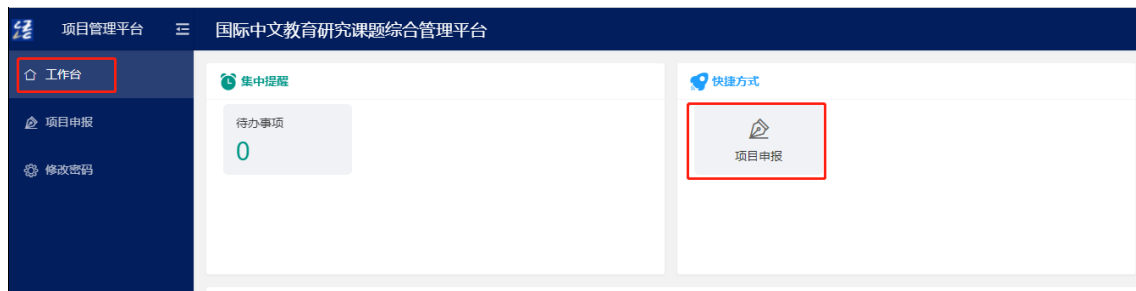 项目管理平台
国际中文教育研究课题综合管理平台
工作台
项目申报
修改密码
集中提醒
待办事项
0
快捷方式
项目申报